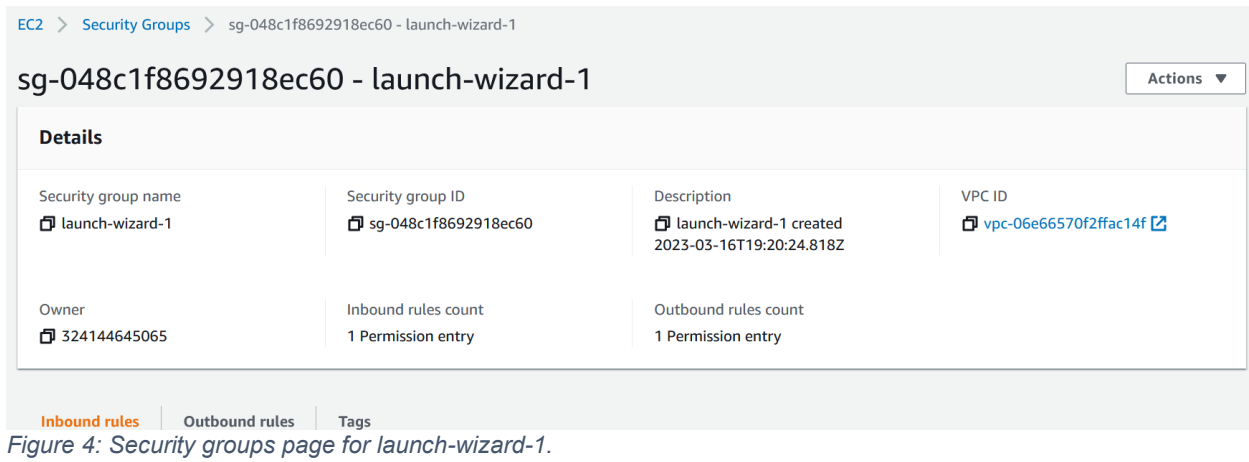 EC2 > Security Groups > sg-048c1f8692918ec60 - launch-wizard-1
sg-048c1f8692918ec60 - launch-wizard-1
Actions ▼
Details
Security group name
launch-wizard-1
Security group ID
sg-048c1f8692918ec60
Description
launch-wizard-1 created
2023-03-16T19:20:24.818Z
VPC ID
vpc-06e66570f2ffac14f
Owner
324144645065
Inbound rules count
1 Permission entry
Outbound rules count
1 Permission entry
Inbound rules | Outbound rules | Tags
Figure 4: Security groups page for launch-wizard-1.